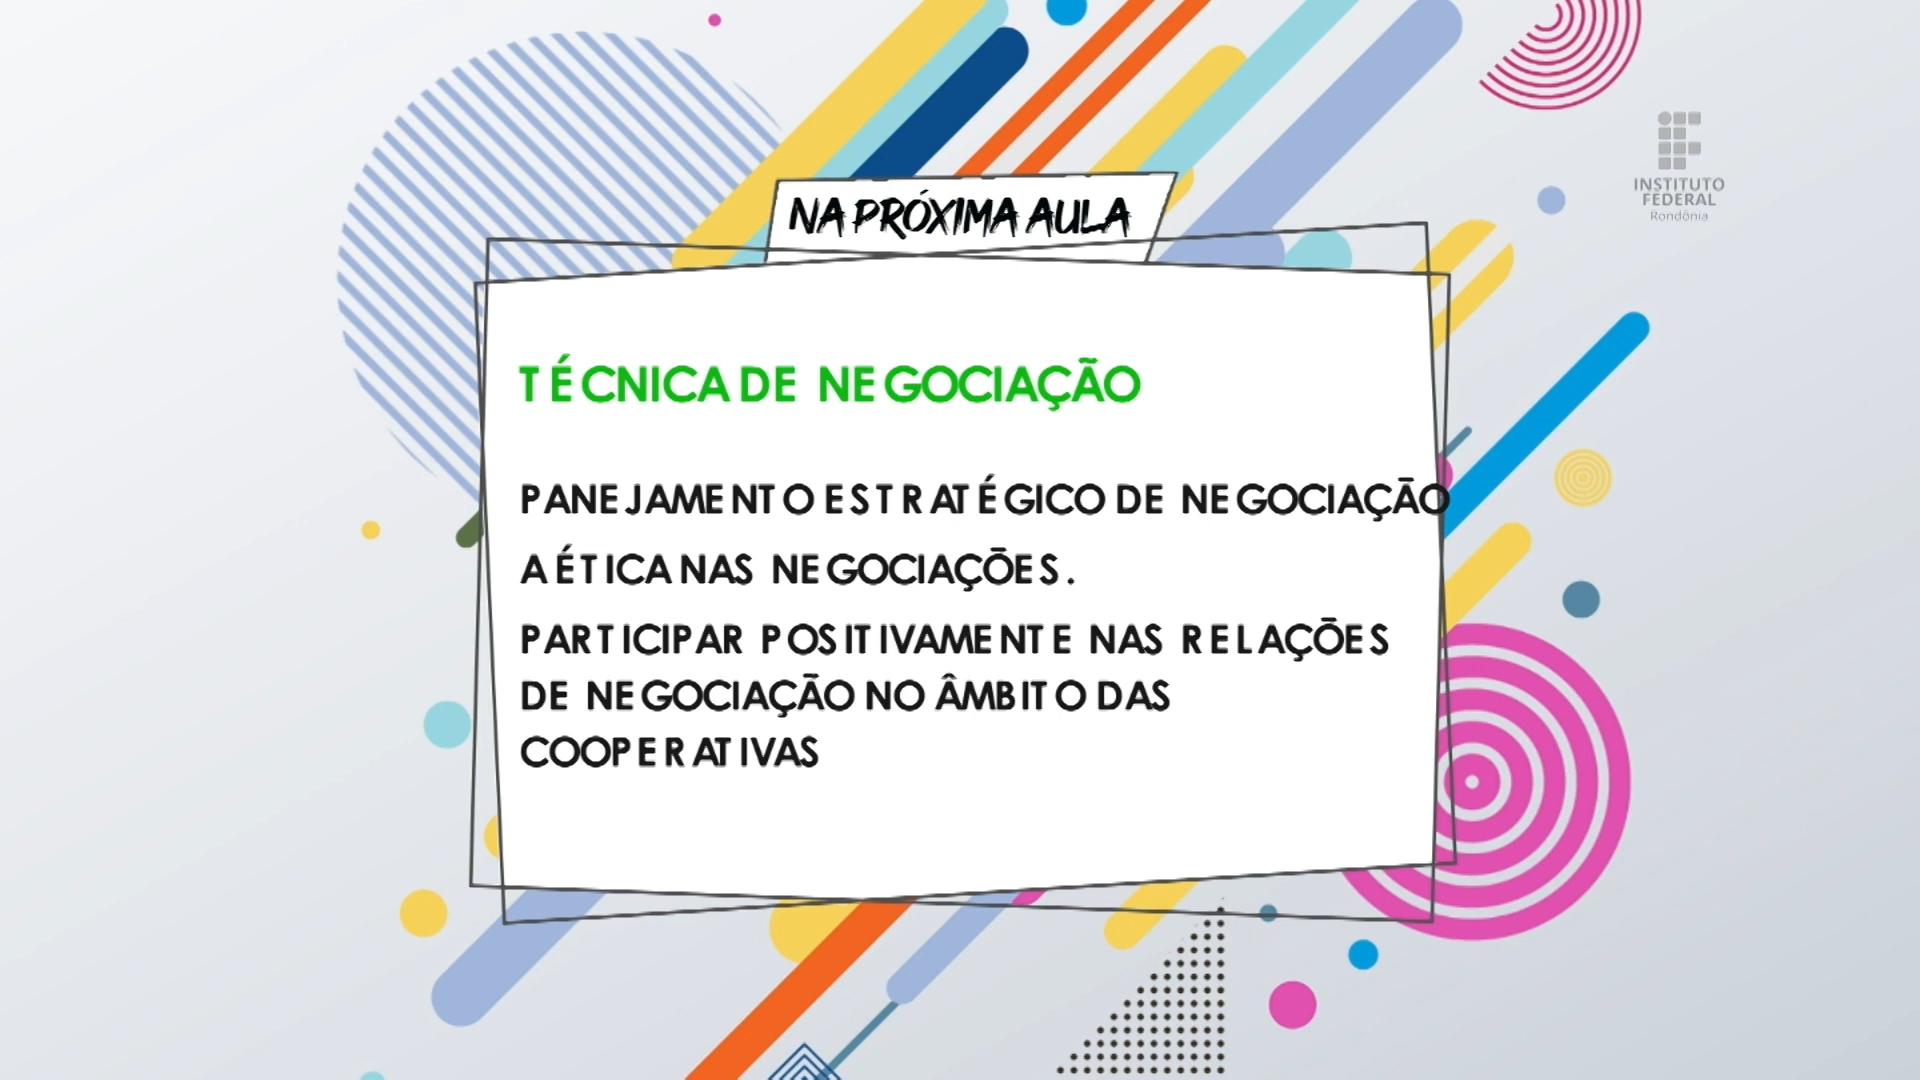 NA PRÓXIMA AULA
INSTITUTO
FEDERAL
Rondônia
TÉCNICA DE NEGOCIAÇÃO
PANEJAMENTO ESTRATÉGICO DE NEGOCIAÇÃO
A ÉTICA NAS NEGOCIAÇÕES.
PARTICIPAR POSITIVAMENTE NAS RELAÇÕES
DE NEGOCIAÇÃO NO ÂMBITO DAS
COOPERATIVAS